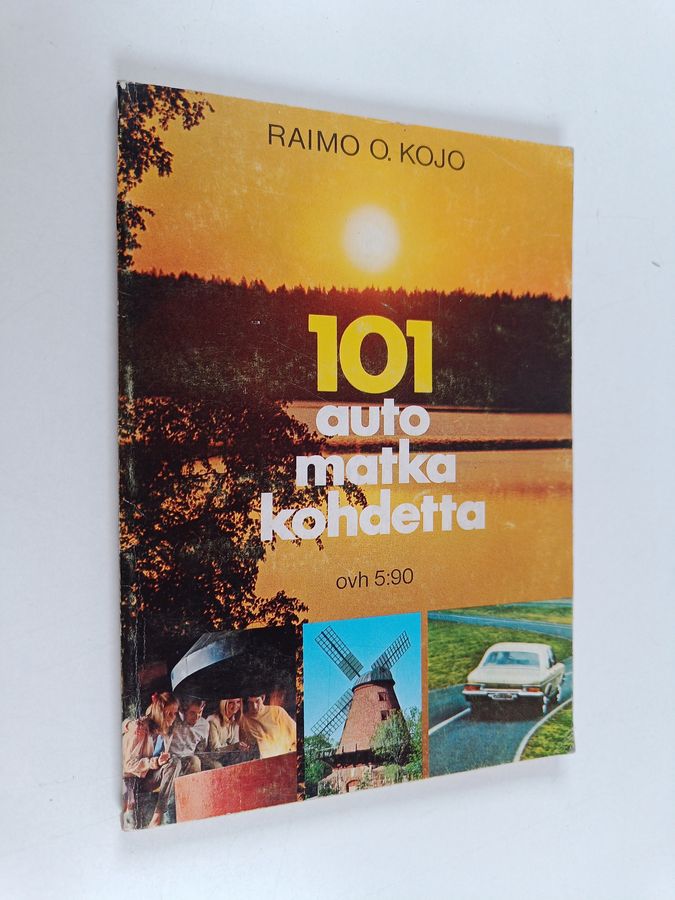 RAIMO O. KOJO
101
auto
matka
kohdetta
ovh 5:90